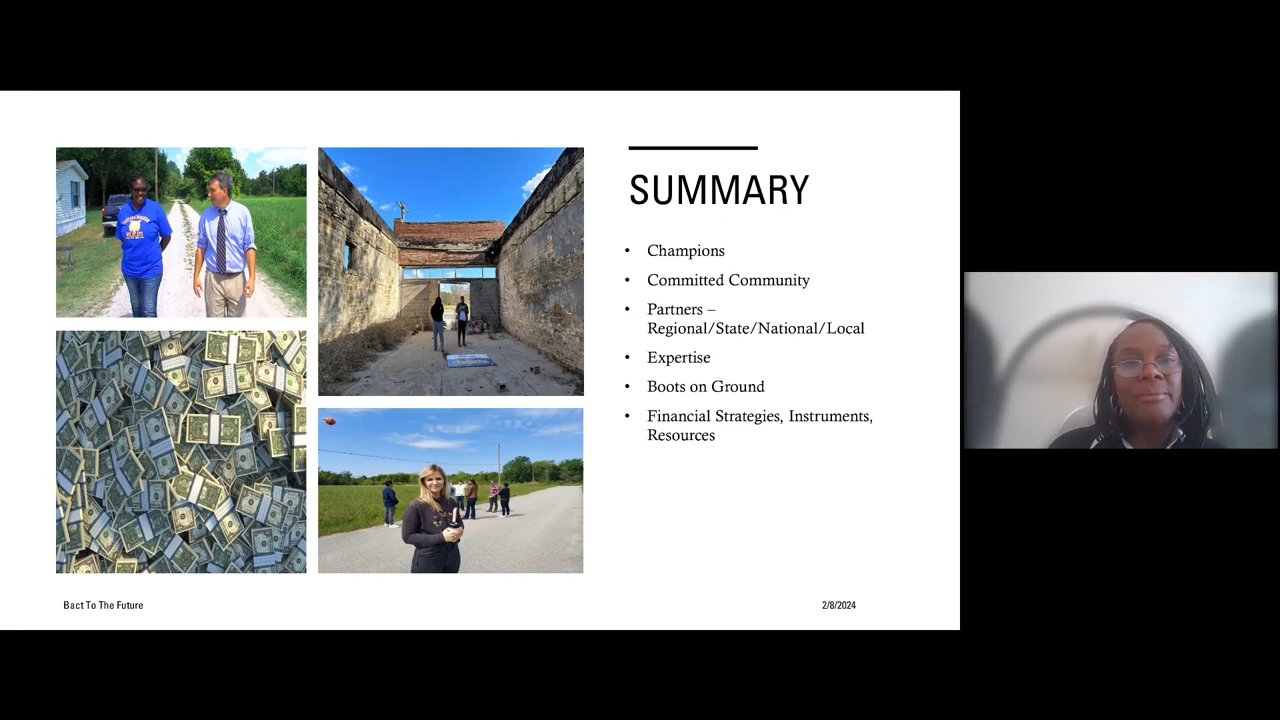 SUMMARY
• Champions
• Committed Community
• Partners –
Regional/State/National/Local
• Expertise
• Boots on Ground
• Financial Strategies, Instruments,
Resources
Bact To The Future
2/8/2024